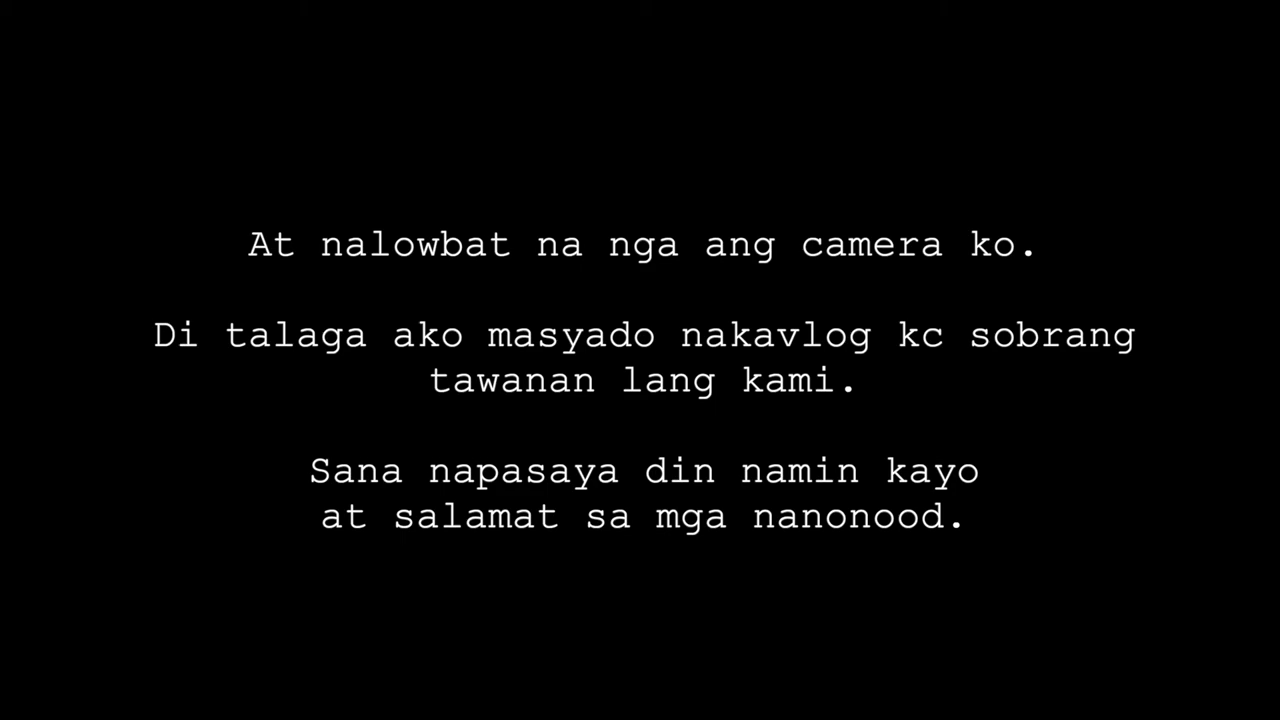 At nalowbat na nga ang camera ko.
Di talaga ako masyado nakavlog kc sobrang
tawanan lang kami.
Sana napasaya din namin kayo
at salamat sa mga nanonood.